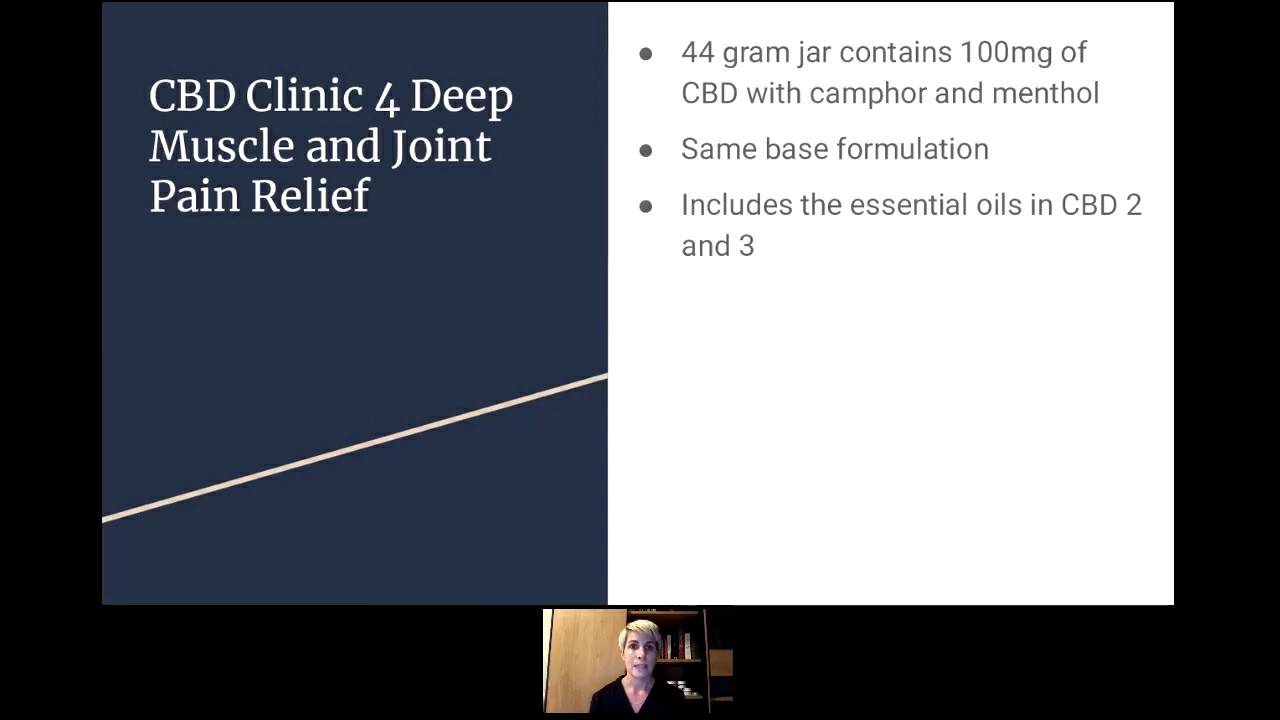 CBD Clinic 4 Deep
Muscle and Joint
Pain Relief
● 44 gram jar contains 100mg of
CBD with camphor and menthol
● Same base formulation
● Includes the essential oils in CBD 2
and 3